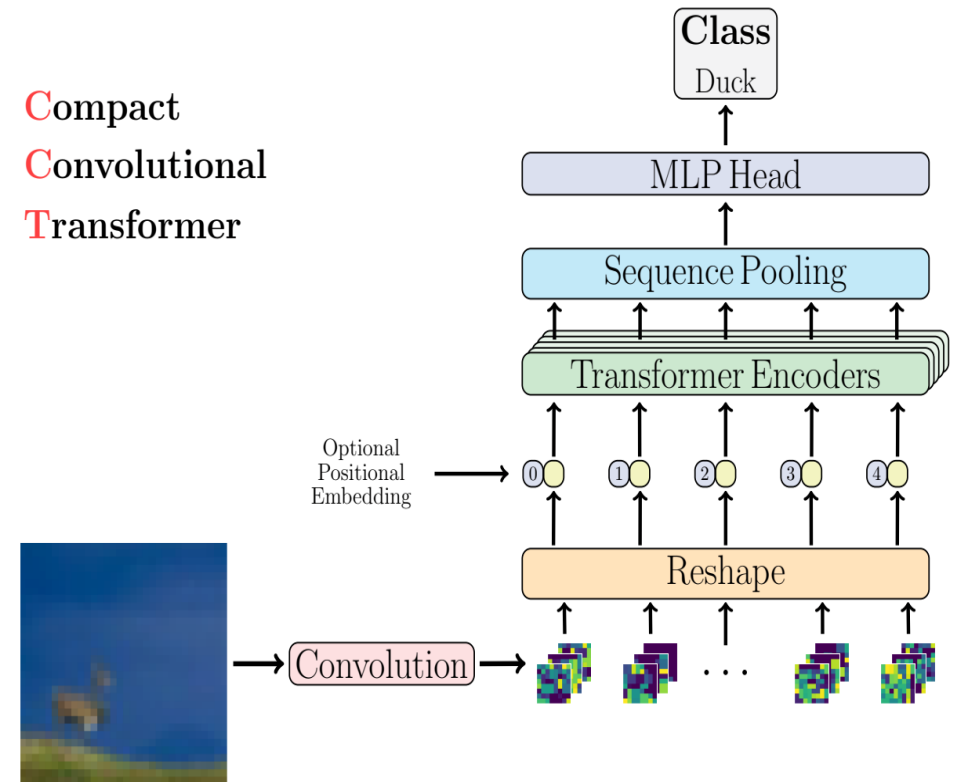 Compact
Convolutional
Transformer
Class
Duck
MLP Head
Sequence Pooling
Transformer Encoders
Optional
Positional
Embedding
0 1 2 3 4
Reshape
Convolution
...